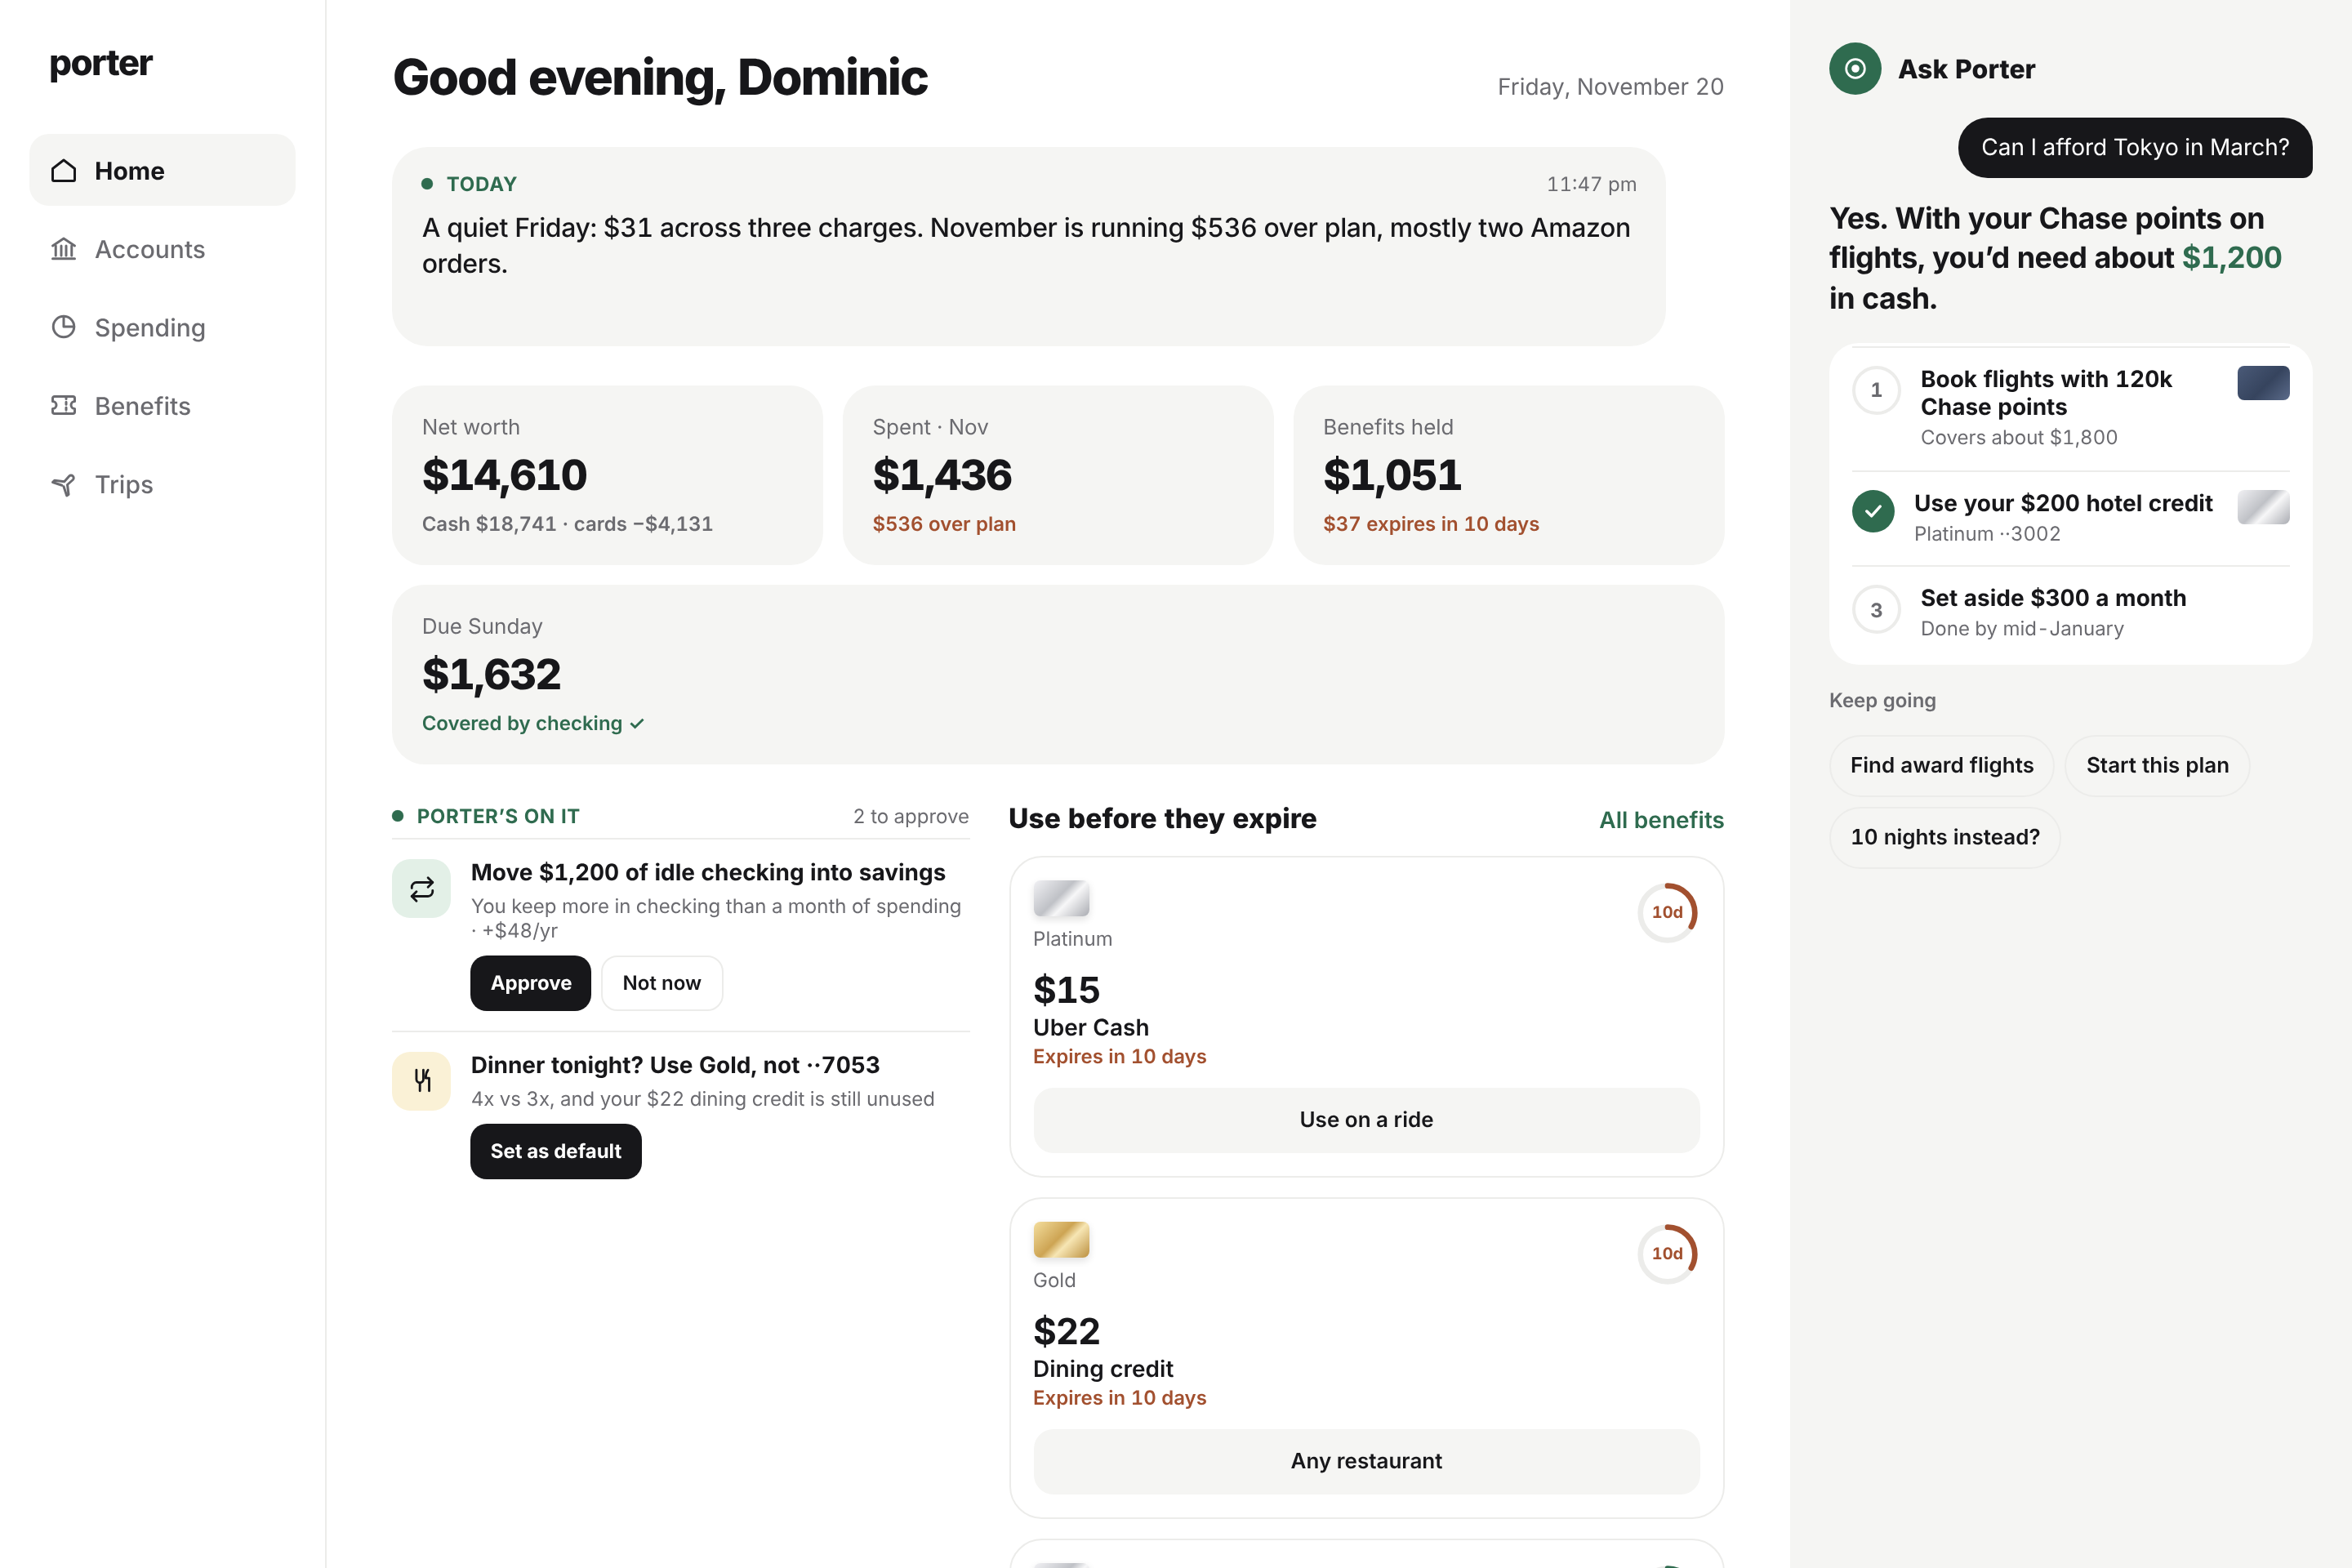 porter
Home
Accounts
Spending
Benefits
Trips
Good evening, Dominic
Friday, November 20
TODAY
11:47 pm
A quiet Friday: $31 across three charges. November is running $536 over plan, mostly two Amazon
orders.
Net worth
$14,610
Cash $18,741 · cards −$4,131
Spent · Nov
$1,436
$536 over plan
Benefits held
$1,051
$37 expires in 10 days
Due Sunday
$1,632
Covered by checking ✓
PORTER’S ON IT
2 to approve
Move $1,200 of idle checking into savings
You keep more in checking than a month of spending
· +$48/yr
Approve
Not now
Dinner tonight? Use Gold, not ··7053
4x vs 3x, and your $22 dining credit is still unused
Set as default
Use before they expire
All benefits
Platinum
10d
$15
Uber Cash
Expires in 10 days
Use on a ride
Gold
10d
$22
Dining credit
Expires in 10 days
Any restaurant
Ask Porter
Can I afford Tokyo in March?
Yes. With your Chase points on
flights, you’d need about $1,200
in cash.
1
Book flights with 120k
Chase points
Covers about $1,800
Use your $200 hotel credit
Platinum ··3002
3
Set aside $300 a month
Done by mid-January
Keep going
Find award flights
Start this plan
10 nights instead?